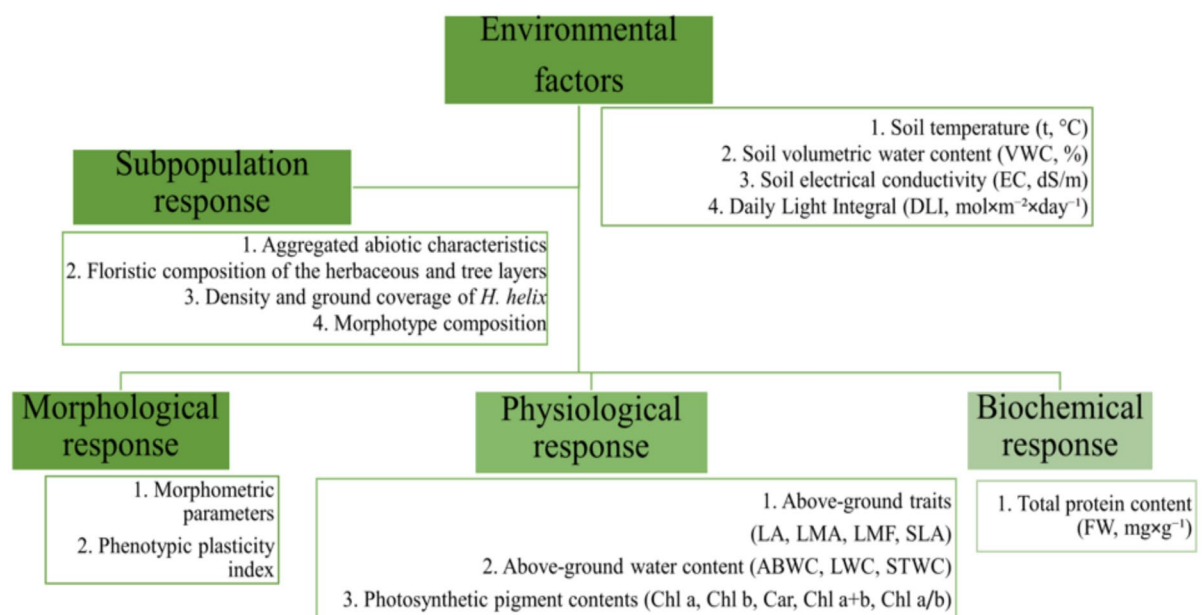 Environmental
factors
1. Soil temperature (t, °C)
2. Soil volumetric water content (VWC, %)
3. Soil electrical conductivity (EC, dS/m)
4. Daily Light Integral (DLI, mol×m⁻²×day⁻¹)
Subpopulation
response
1. Aggregated abiotic characteristics
2. Floristic composition of the herbaceous and tree layers
3. Density and ground coverage of H. helix
4. Morphotype composition
Morphological
response
1. Morphometric
parameters
2. Phenotypic plasticity
index
Physiological
response
1. Above-ground traits
(LA, LMA, LMF, SLA)
2. Above-ground water content (ABWC, LWC, STWC)
3. Photosynthetic pigment contents (Chl a, Chl b, Car, Chl a+b, Chl a/b)
Biochemical
response
1. Total protein content
(FW, mg×g⁻¹)